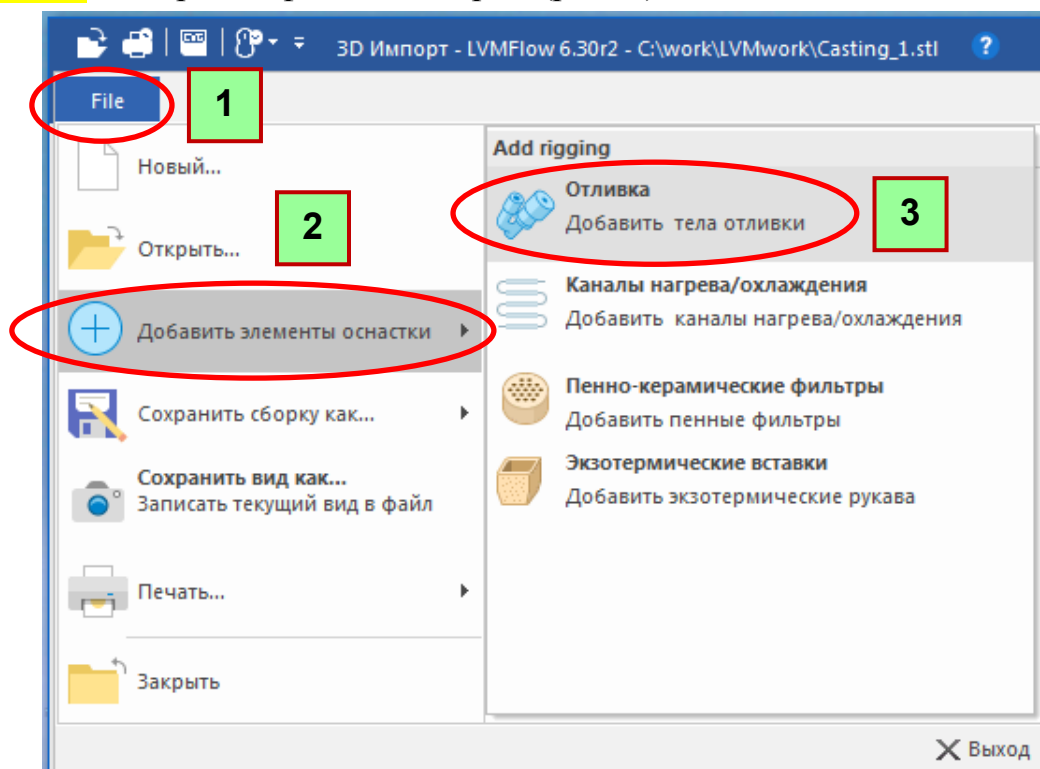 3D Импорт - LVMFlow 6.30r2 - C:\work\LVMwork\Casting_1.stl ?
File
1
Новый...
2
Открыть...
Добавить элементы оснастки
Сохранить сборку как...
Сохранить вид как...
Записать текущий вид в файл
Печать...
Закрыть
Add rigging
Отливка
Добавить тела отливки
3
Каналы нагрева/охлаждения
Добавить каналы нагрева/охлаждения
Пенно-керамические фильтры
Добавить пенные фильтры
Экзотермические вставки
Добавить экзотермические рукава
Выход